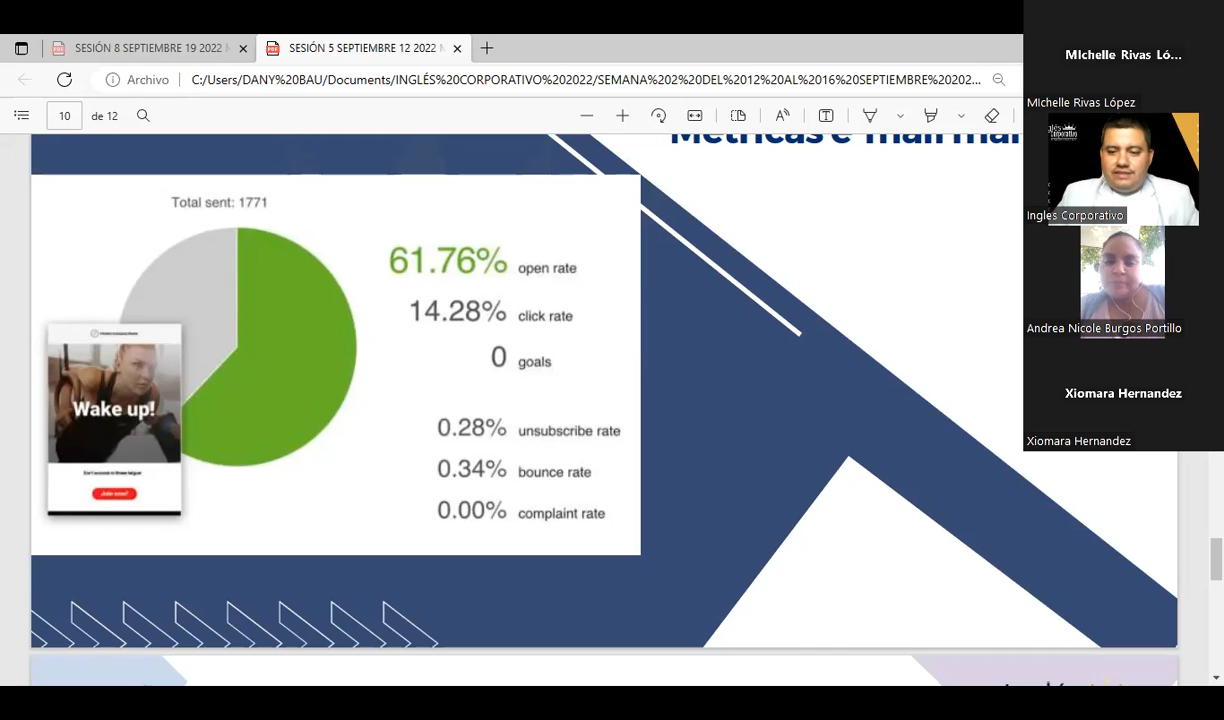 SESIÓN 8 SEPTIEMBRE 19 2022
SESIÓN 5 SEPTIEMBRE 12 2022
Archivo
C:/Users/DANY%20BAU/Documents/INGLÉS%20CORPORATIVO%202022/SEMANA%202%20DEL%2012%20AL%2016%20SEPTIEMBRE%20202...
10
de 12
Total sent: 1771
61.76% open rate
14.28% click rate
0 goals
0.28% unsubscribe rate
0.34% bounce rate
0.00% complaint rate
Wake up!
Join now!
MIchelle Rivas Ló...
MIchelle Rivas López
Corporativo
Ingles Corporativo
Andrea Nicole Burgos Portillo
Xiomara Hernandez
Xiomara Hernandez